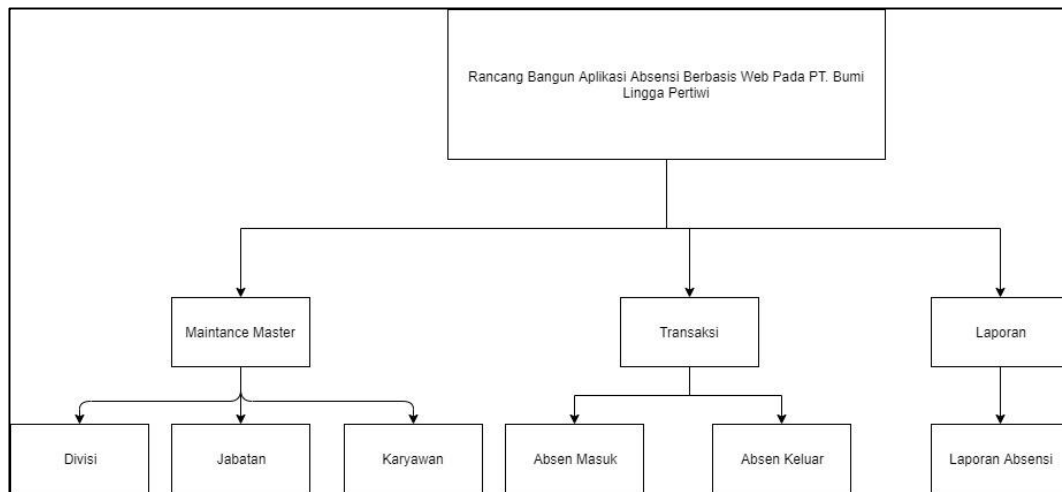 Rancang Bangun Aplikasi Absensi Berbasis Web Pada PT. Bumi
Lingga Pertiwi
Maintance Master
Transaksi
Laporan
Divisi
Jabatan
Karyawan
Absen Masuk
Absen Keluar
Laporan Absensi